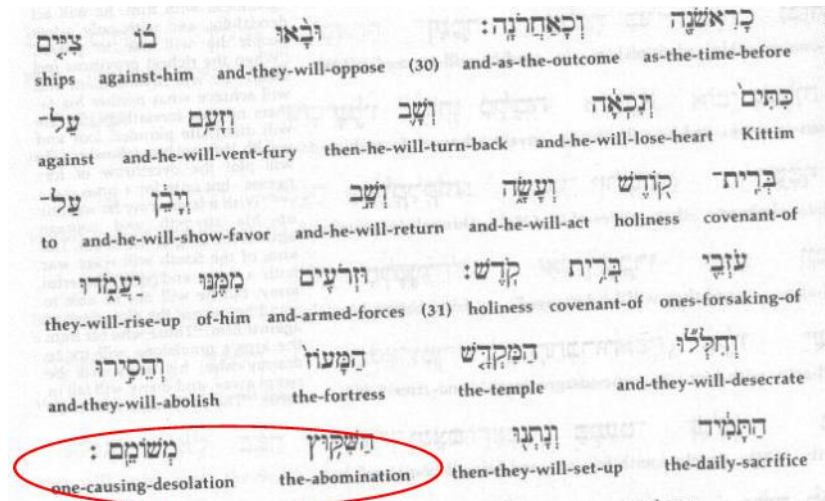 כָרִאשֹׁנָה וְכָאַחֲרֹנָה׃ וּבָאוּ בוֹ צִיִּים
ships against-him and-they-will-oppose (30) and-as-the-outcome as-the-time-before
כִּתִּים וְנִכְאָה וְשָׁב וְזָעַם עַל־
against and-he-will-vent-fury then-he-will-turn-back and-he-will-lose-heart Kittim
בְּרִית־ קוֹדֶשׁ וְעָשָׂה וְשָׁב וְיָבֵן עַל־
to and-he-will-show-favor and-he-will-return and-he-will-act holiness covenant-of
עֹזְבֵי בְּרִית קֹדֶשׁ׃ וּזְרֹעִים מִמֶּנּוּ יַעֲמֹדוּ
they-will-rise-up of-him and-armed-forces (31) holiness covenant-of ones-forsaking-of
וְחִלְּלוּ הַמִּקְדָּשׁ הַמָּעוֹז וְהֵסִירוּ
and-they-will-abolish the-fortress the-temple and-they-will-desecrate
הַתָּמִיד וְנָתְנוּ הַשִּׁקּוּץ מְשׁוֹמֵם׃
one-causing-desolation the-abomination then-they-will-set-up the-daily-sacrifice